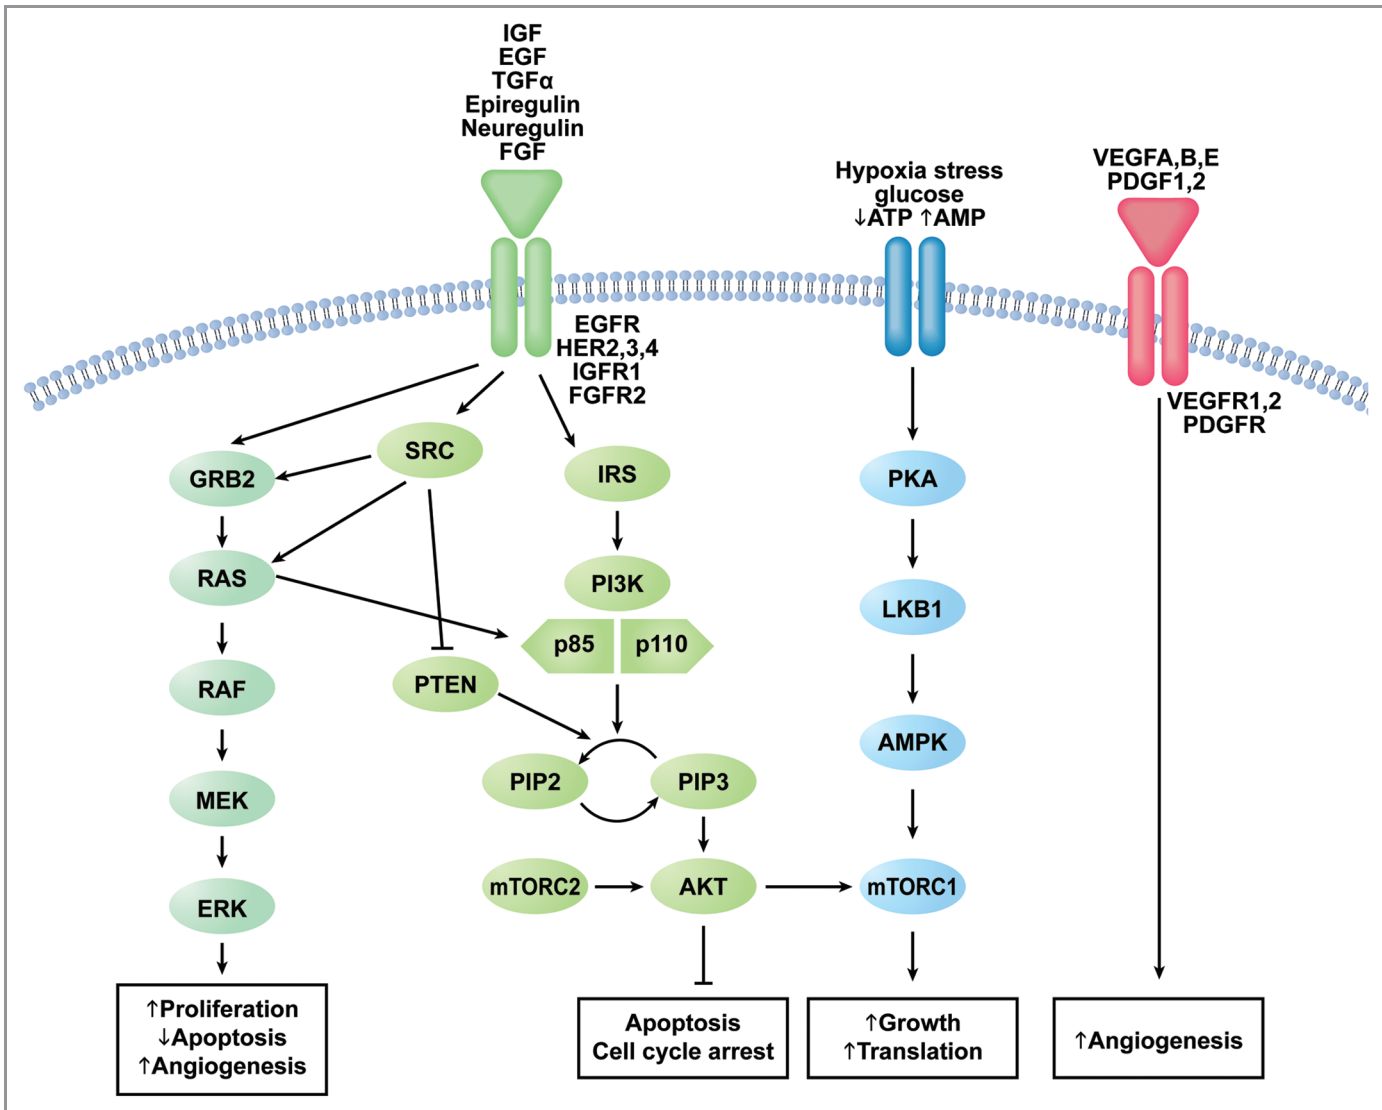 IGF
EGF
TGFα
Epiregulin
Neuregulin
FGF
Hypoxia stress
glucose
↓ATP ↑AMP
VEGFA,B,E
PDGF1,2
EGFR
HER2,3,4
IGFR1
FGFR2
VEGFR1,2
PDGFR
GRB2
SRC
IRS
PKA
RAS
PI3K
LKB1
p85
p110
RAF
PTEN
AMPK
MEK
PIP2
PIP3
ERK
mTORC2
AKT
mTORC1
↑Proliferation
↓Apoptosis
↑Angiogenesis
Apoptosis
Cell cycle arrest
↑Growth
↑Translation
↑Angiogenesis